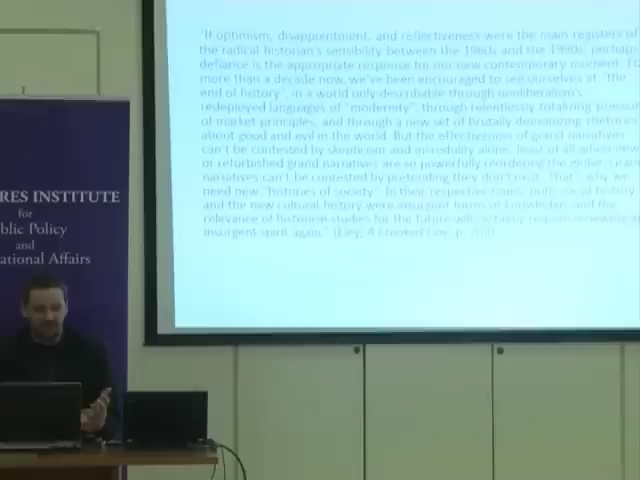 "If optimism, disappointment, and reflectiveness were the main registers of
the radical historian's sensibility between the 1960s and the 1990s, perhaps
defiance is the appropriate response for our new contemporary moment. Fo
more than a decade now, we've been encouraged to see ourselves at "the
end of history", in a world only describable through neoliberalism's
redeployed languages of "modernity", through relentlessly totalizing pressu
of market principles, and through a new set of brutally demonizing rhetorics
about good and evil in the world. But the effectiveness of grand narratives
can't be contested by skepticism and incredulity alone, least of all when new
or refurbished grand narratives are so powerfully reordering the globe. Grand
narratives can't be contested by pretending they don't exist. That's why we
need new "histories of society". In their respective times, both social history
and the new cultural history were insurgent forms of knowledge, and the
relevance of historical studies for the future will certainly require renewing a
insurgent spirit again." (Eley, A Crooked Line, p. 203)
RES INSTITUTE
for
blic Policy
and
national Affairs